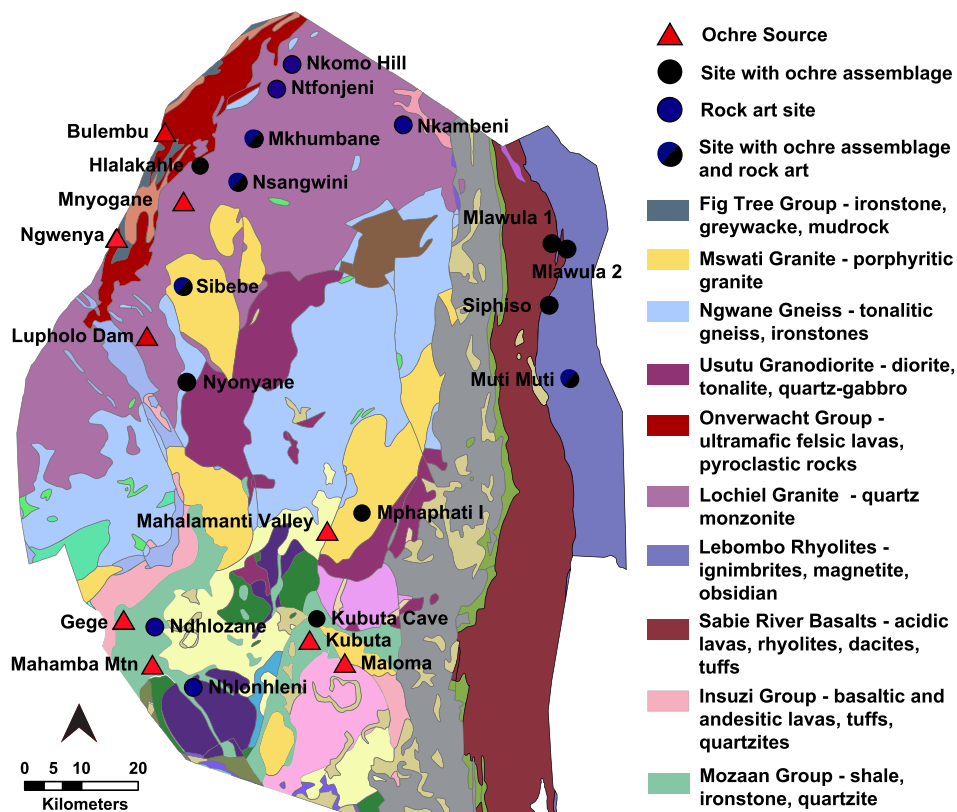 Nkomo Hill
Ntfonjeni
Bulembu
Mkhumbane
Nkambeni
Hlalakahle
Nsangwini
Mnyogane
Ngwenya
Mlawula 1
Mlawula 2
Sibebe
Siphiso
Lupholo Dam
Nyonyane
Muti Muti
Mahalamanti Valley
Mphaphati I
Gege
Ndhlozane
Kubuta Cave
Kubuta
Mahamba Mtn
Maloma
Nhlonhleni
0 5 10 20
Kilometers
Ochre Source
Site with ochre assemblage
Rock art site
Site with ochre assemblage
and rock art
Fig Tree Group - ironstone,
greywacke, mudrock
Mswati Granite - porphyritic
granite
Ngwane Gneiss - tonalitic
gneiss, ironstones
Usutu Granodiorite - diorite,
tonalite, quartz-gabbro
Onverwacht Group -
ultramafic felsic lavas,
pyroclastic rocks
Lochiel Granite - quartz
monzonite
Lebombo Rhyolites -
ignimbrites, magnetite,
obsidian
Sabie River Basalts - acidic
lavas, rhyolites, dacites,
tuffs
Insuzi Group - basaltic and
andesitic lavas, tuffs,
quartzites
Mozaan Group - shale,
ironstone, quartzite